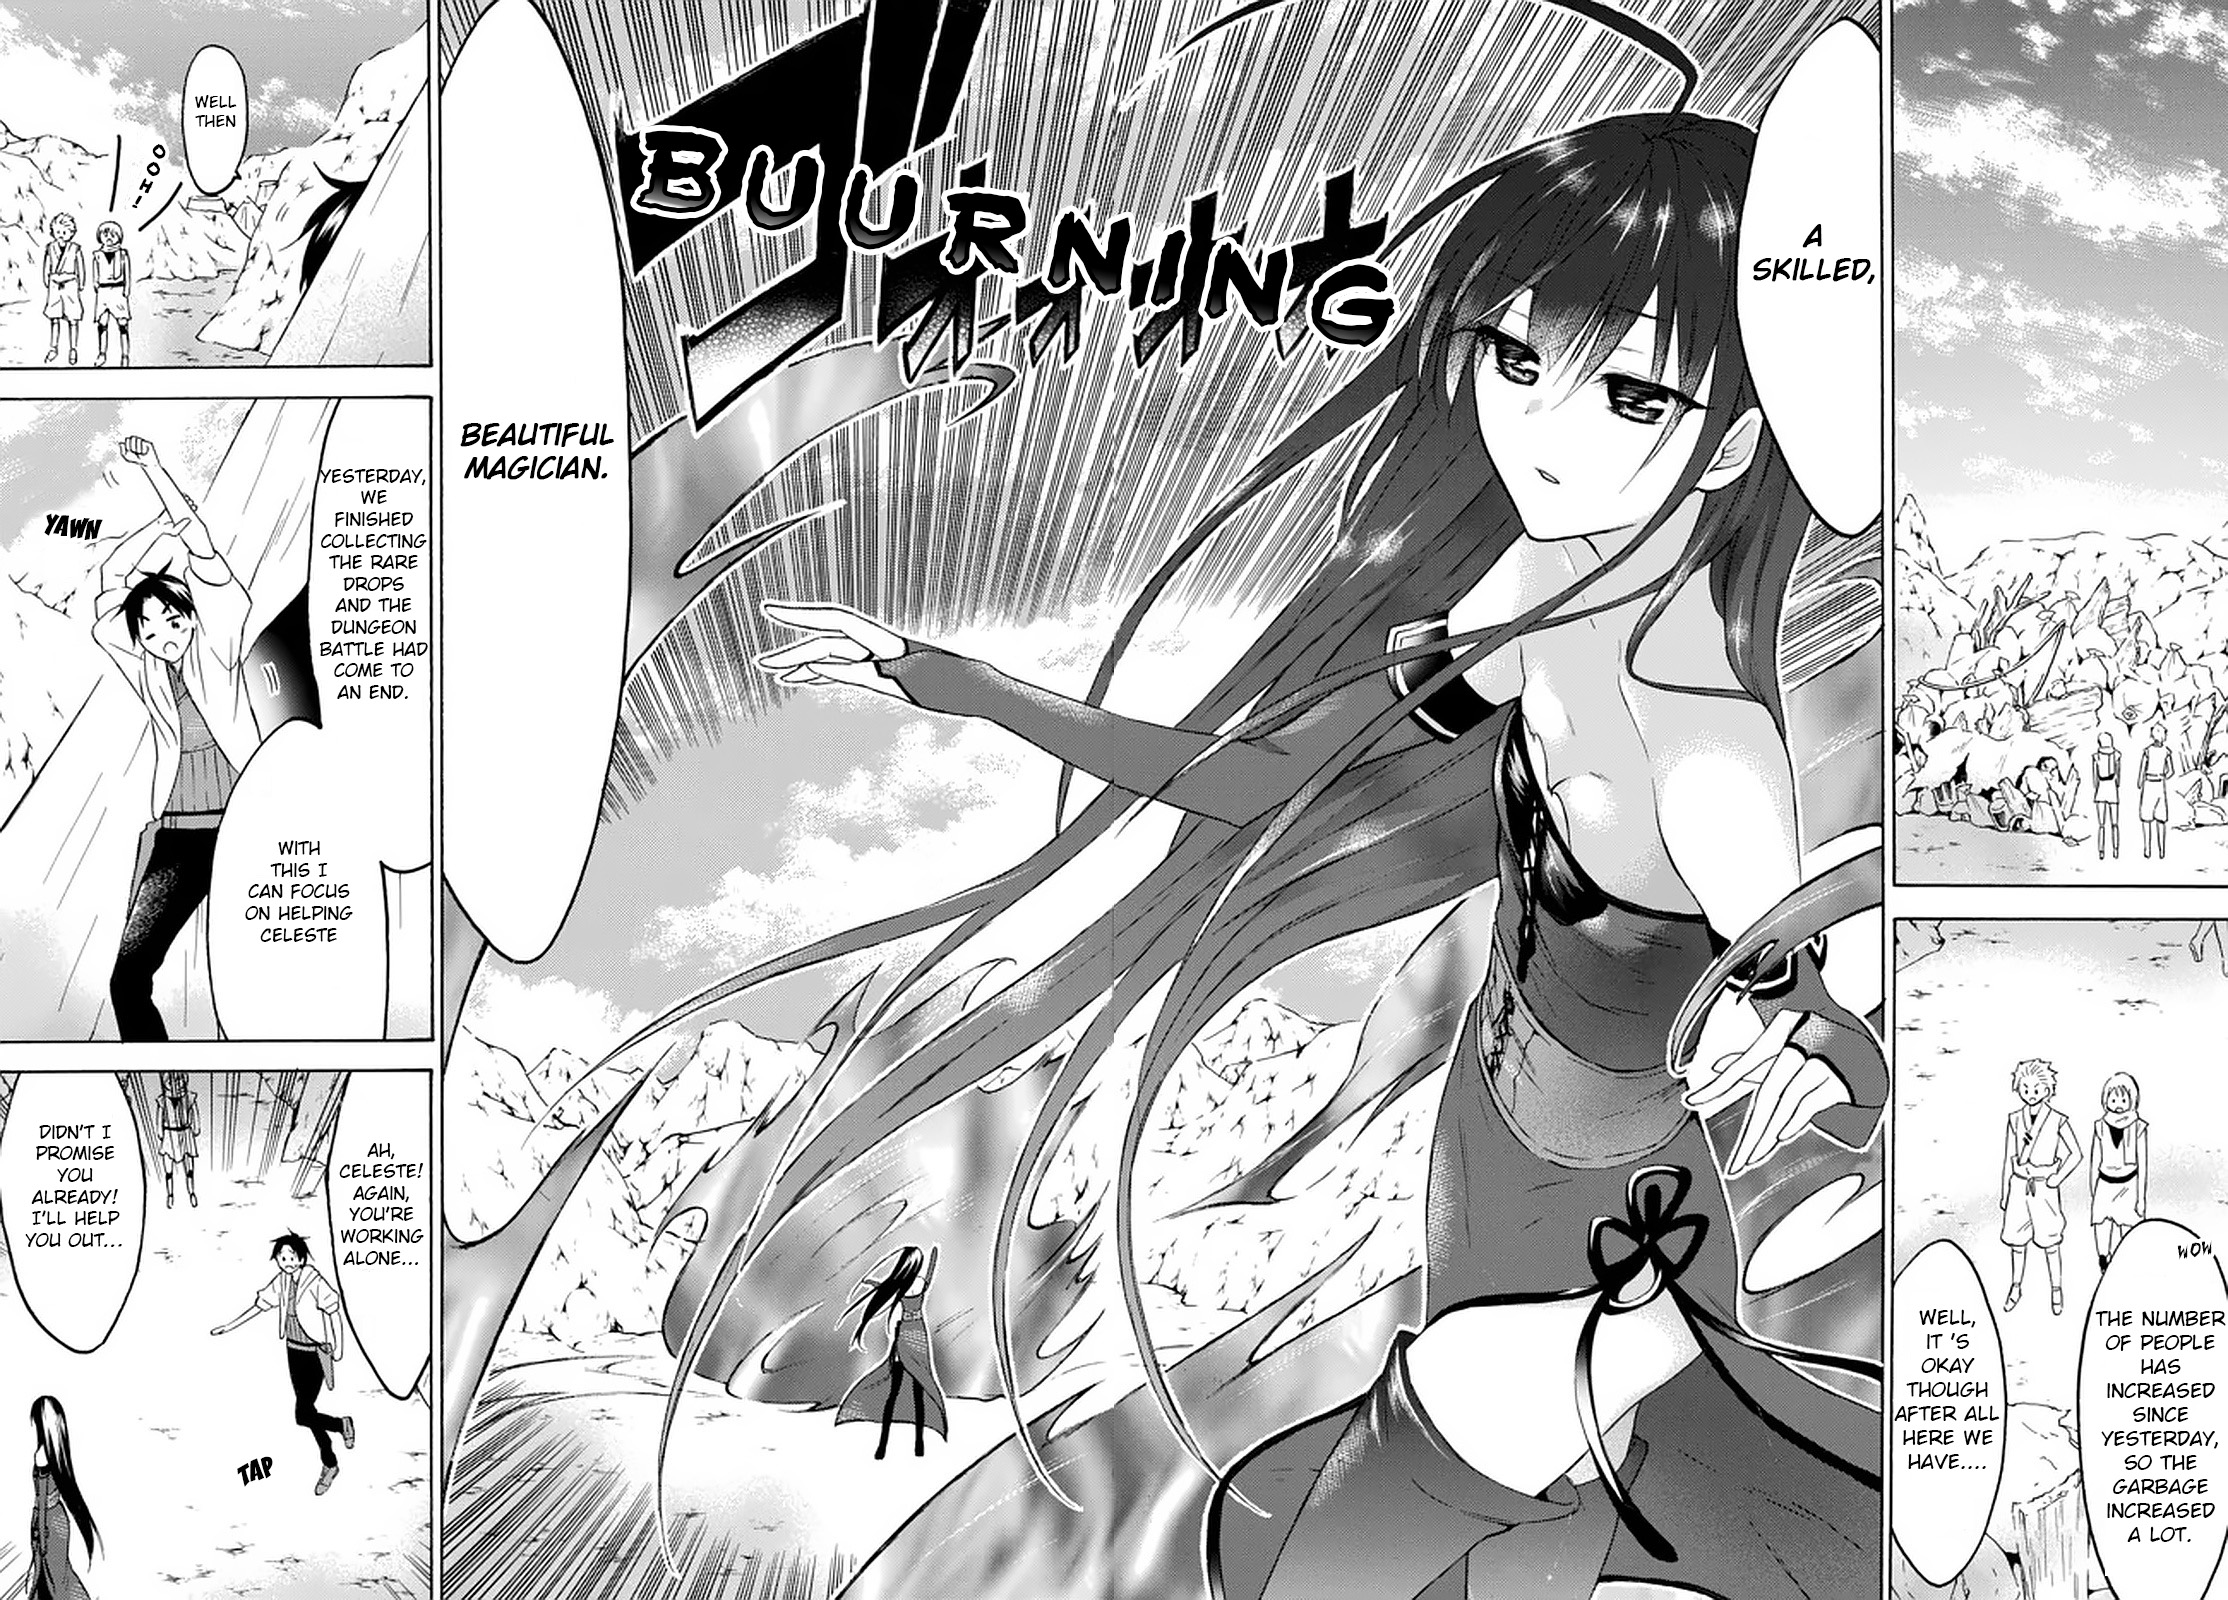 WOW
THE NUMBER
OF PEOPLE
HAS
INCREASED
SINCE
YESTERDAY,
SO THE
GARBAGE
INCREASED
A LOT.
WELL,
IT 'S
OKAY
THOUGH
AFTER ALL
HERE WE
HAVE....
A
SKILLED,
BUURNING
BEAUTIFUL
MAGICIAN.
WELL
THEN
OOH!
YESTERDAY,
WE
FINISHED
COLLECTING
THE RARE
DROPS
AND THE
DUNGEON
BATTLE HAD
COME TO
AN END.
YAWN
WITH
THIS I
CAN FOCUS
ON HELPING
CELESTE
AH,
CELESTE!
AGAIN,
YOU'RE
WORKING
ALONE...
DIDN'T I
PROMISE
YOU
ALREADY!
I'LL HELP
YOU OUT...
TAP